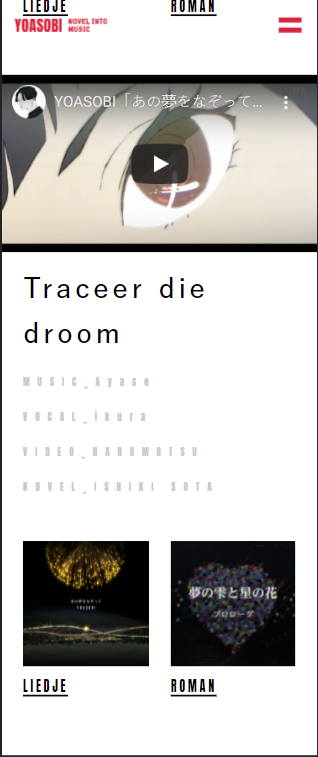 LIEDJE ROMAN
YOASOBI NOVEL INTO
MUSIC
YOASOBI「あの夢をなぞって...
Traceer die
droom
MUSIC_Ayase
VOCAL_ikura
VIDEO_HARUMOTSU
NOVEL_ISHIKI SOTA
あの夢をなぞって
YOASOBI
夢の雫と星の花
プロローグ
LIEDJE ROMAN